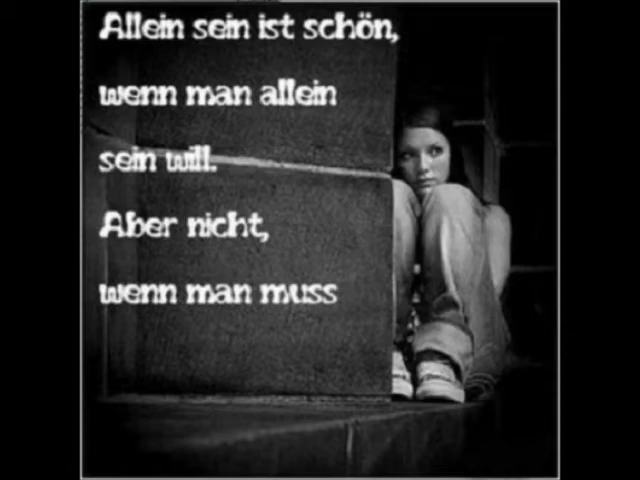 Allein sein ist schön,
wenn man allein
sein will.
Aber nicht,
wenn man muss